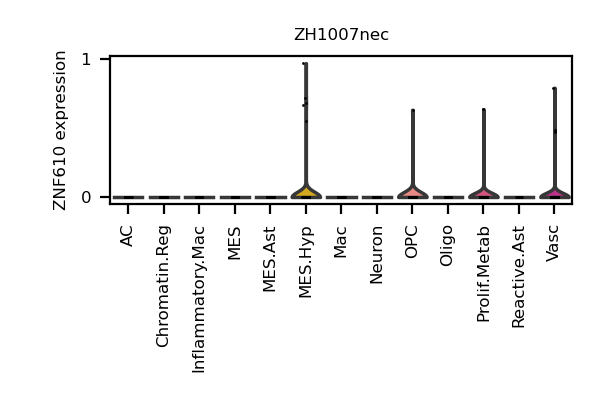 ZH1007nec
ZNF610 expression
1
0
AC
Chromatin.Reg
Inflammatory.Mac
MES
MES.Ast
MES.Hyp
Mac
Neuron
OPC
Oligo
Prolif.Metab
Reactive.Ast
Vasc